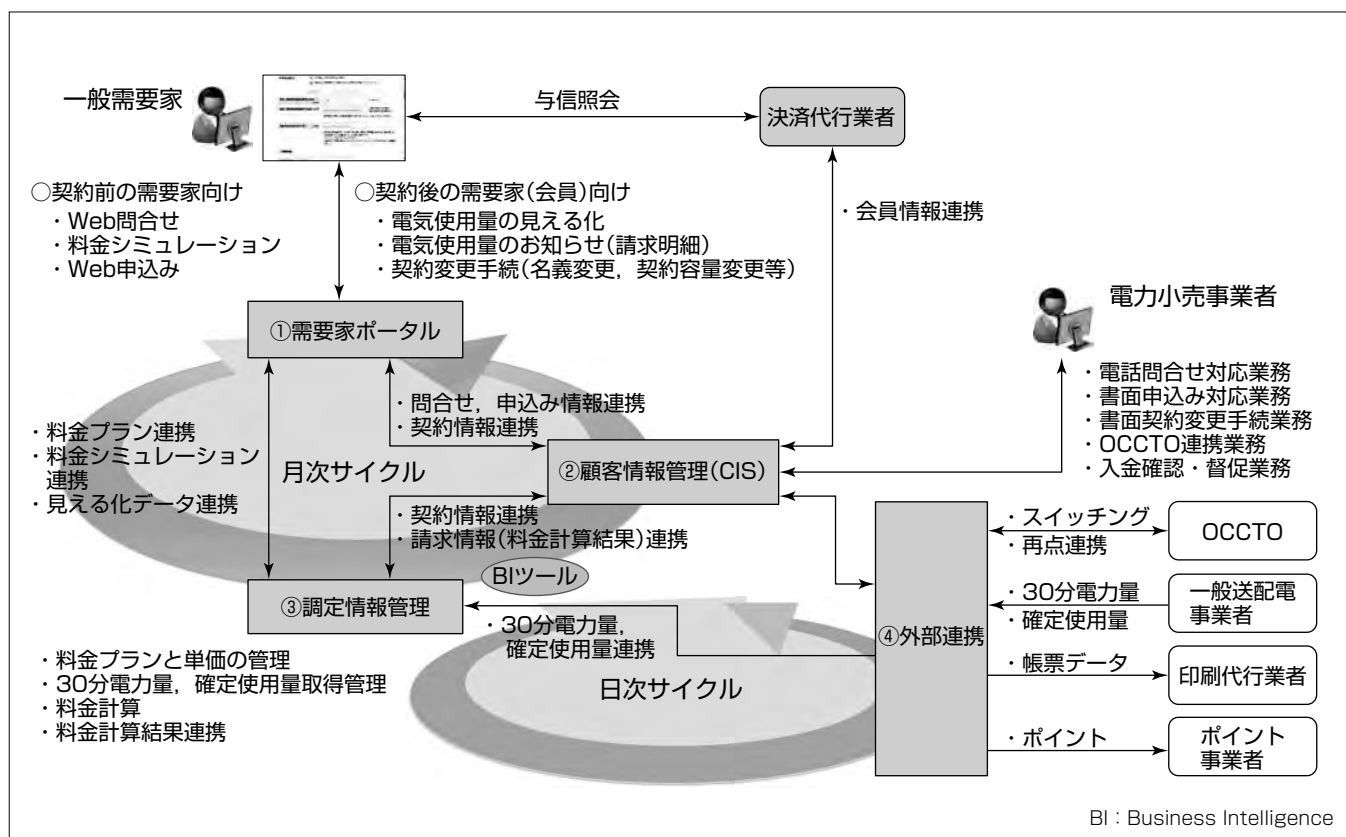 一般需要家
与信照会
決済代行業者
○契約前の需要家向け
・Web問合せ
・料金シミュレーション
・Web申込み
○契約後の需要家(会員)向け
・電気使用量の見える化
・電気使用量のお知らせ(請求明細)
・契約変更手続(名義変更，契約容量変更等)
・会員情報連携
電力小売事業者
・電話問合せ対応業務
・書面申込み対応業務
・書面契約変更手続業務
・OCCTO連携業務
・入金確認・督促業務
①需要家ポータル
・問合せ，申込み情報連携
・契約情報連携
・料金プラン連携
・料金シミュレーション
連携
・見える化データ連携
月次サイクル
②顧客情報管理(CIS)
・契約情報連携
・請求情報(料金計算結果)連携
BIツール
③調定情報管理
・30分電力量，
確定使用量連携
日次サイクル
④外部連携
・スイッチング
・再点連携
OCCTO
・30分電力量
・確定使用量
一般送配電
事業者
・帳票データ
印刷代行業者
・ポイント
ポイント
事業者
・料金プランと単価の管理
・30分電力量，確定使用量取得管理
・料金計算
・料金計算結果連携
BI：Business Intelligence